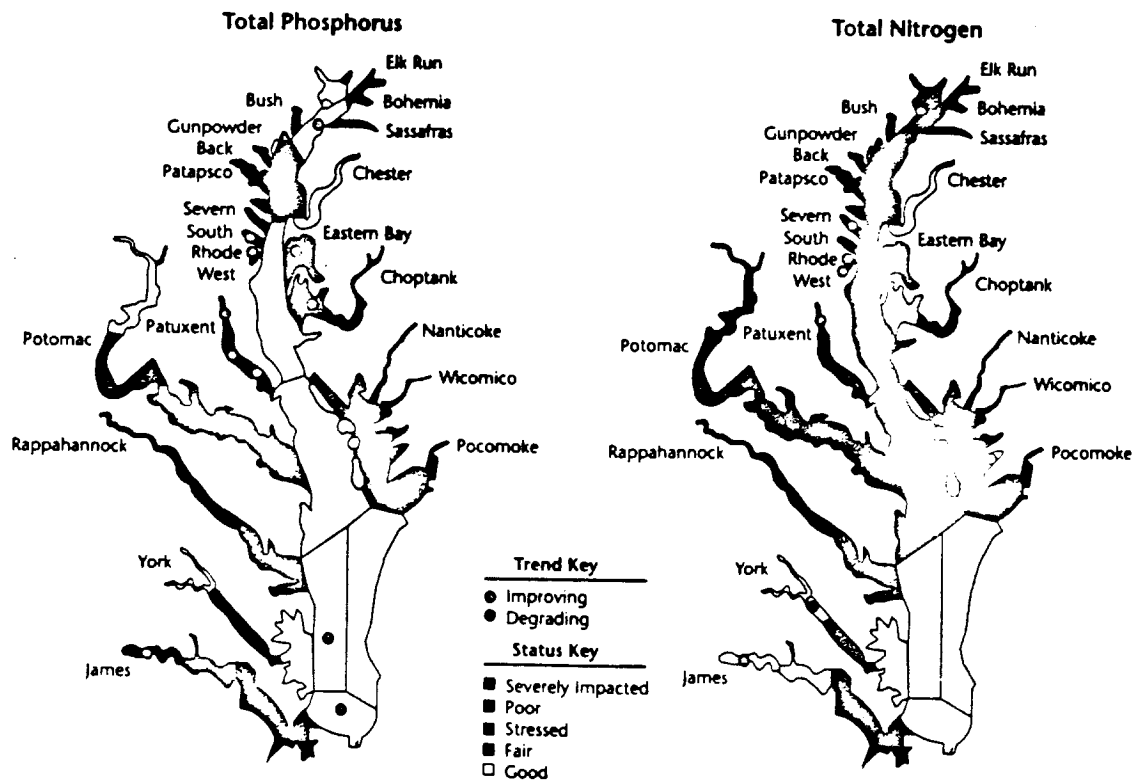 Total Phosphorus
Elk Run
Bush
Bohemia
Gunpowder
Sassafras
Back
Patapsco
Chester
Severn
South
Eastern Bay
Rhode
West
Choptank
Patuxent
Potomac
Nanticoke
Wicomico
Rappahannock
Pocomoke
York
James
Total Nitrogen
Elk Run
Bush
Bohemia
Gunpowder
Sassafras
Back
Patapsco
Chester
Severn
South
Eastern Bay
Rhode
West
Choptank
Patuxent
Potomac
Nanticoke
Wicomico
Rappahannock
Pocomoke
York
James
Trend Key
Improving
Degrading
Status Key
Severely Impacted
Poor
Stressed
Fair
Good